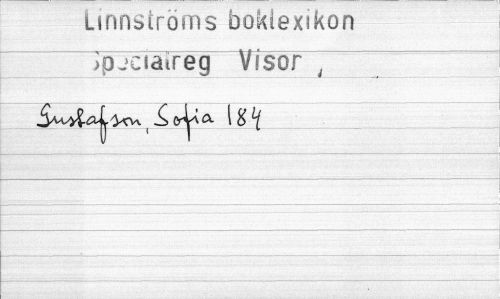 Linnströms boklexikon
Specialreg Visor,
Gustafson, Sofia 184